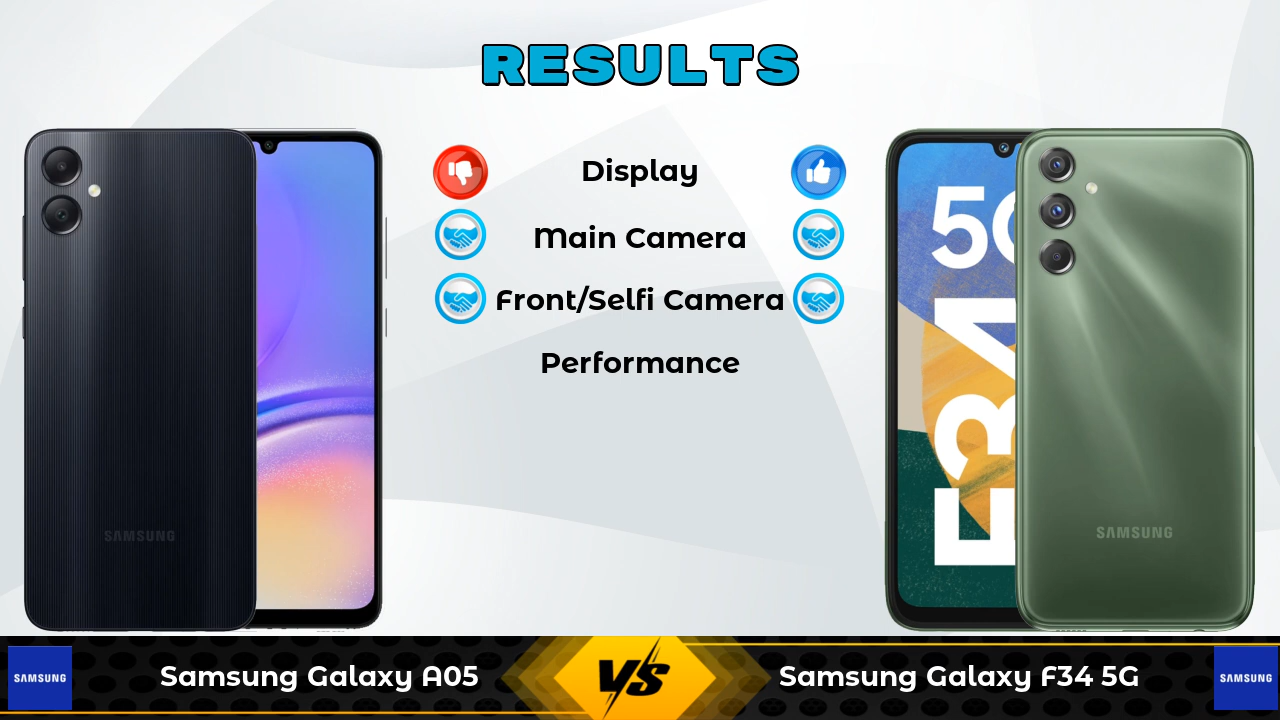 RESULTS
Display
Main Camera
Front/Selfi Camera
Performance
5G
F34
SAMSUNG
SAMSUNG
SAMSUNG
Samsung Galaxy A05
VS
Samsung Galaxy F34 5G
SAMSUNG